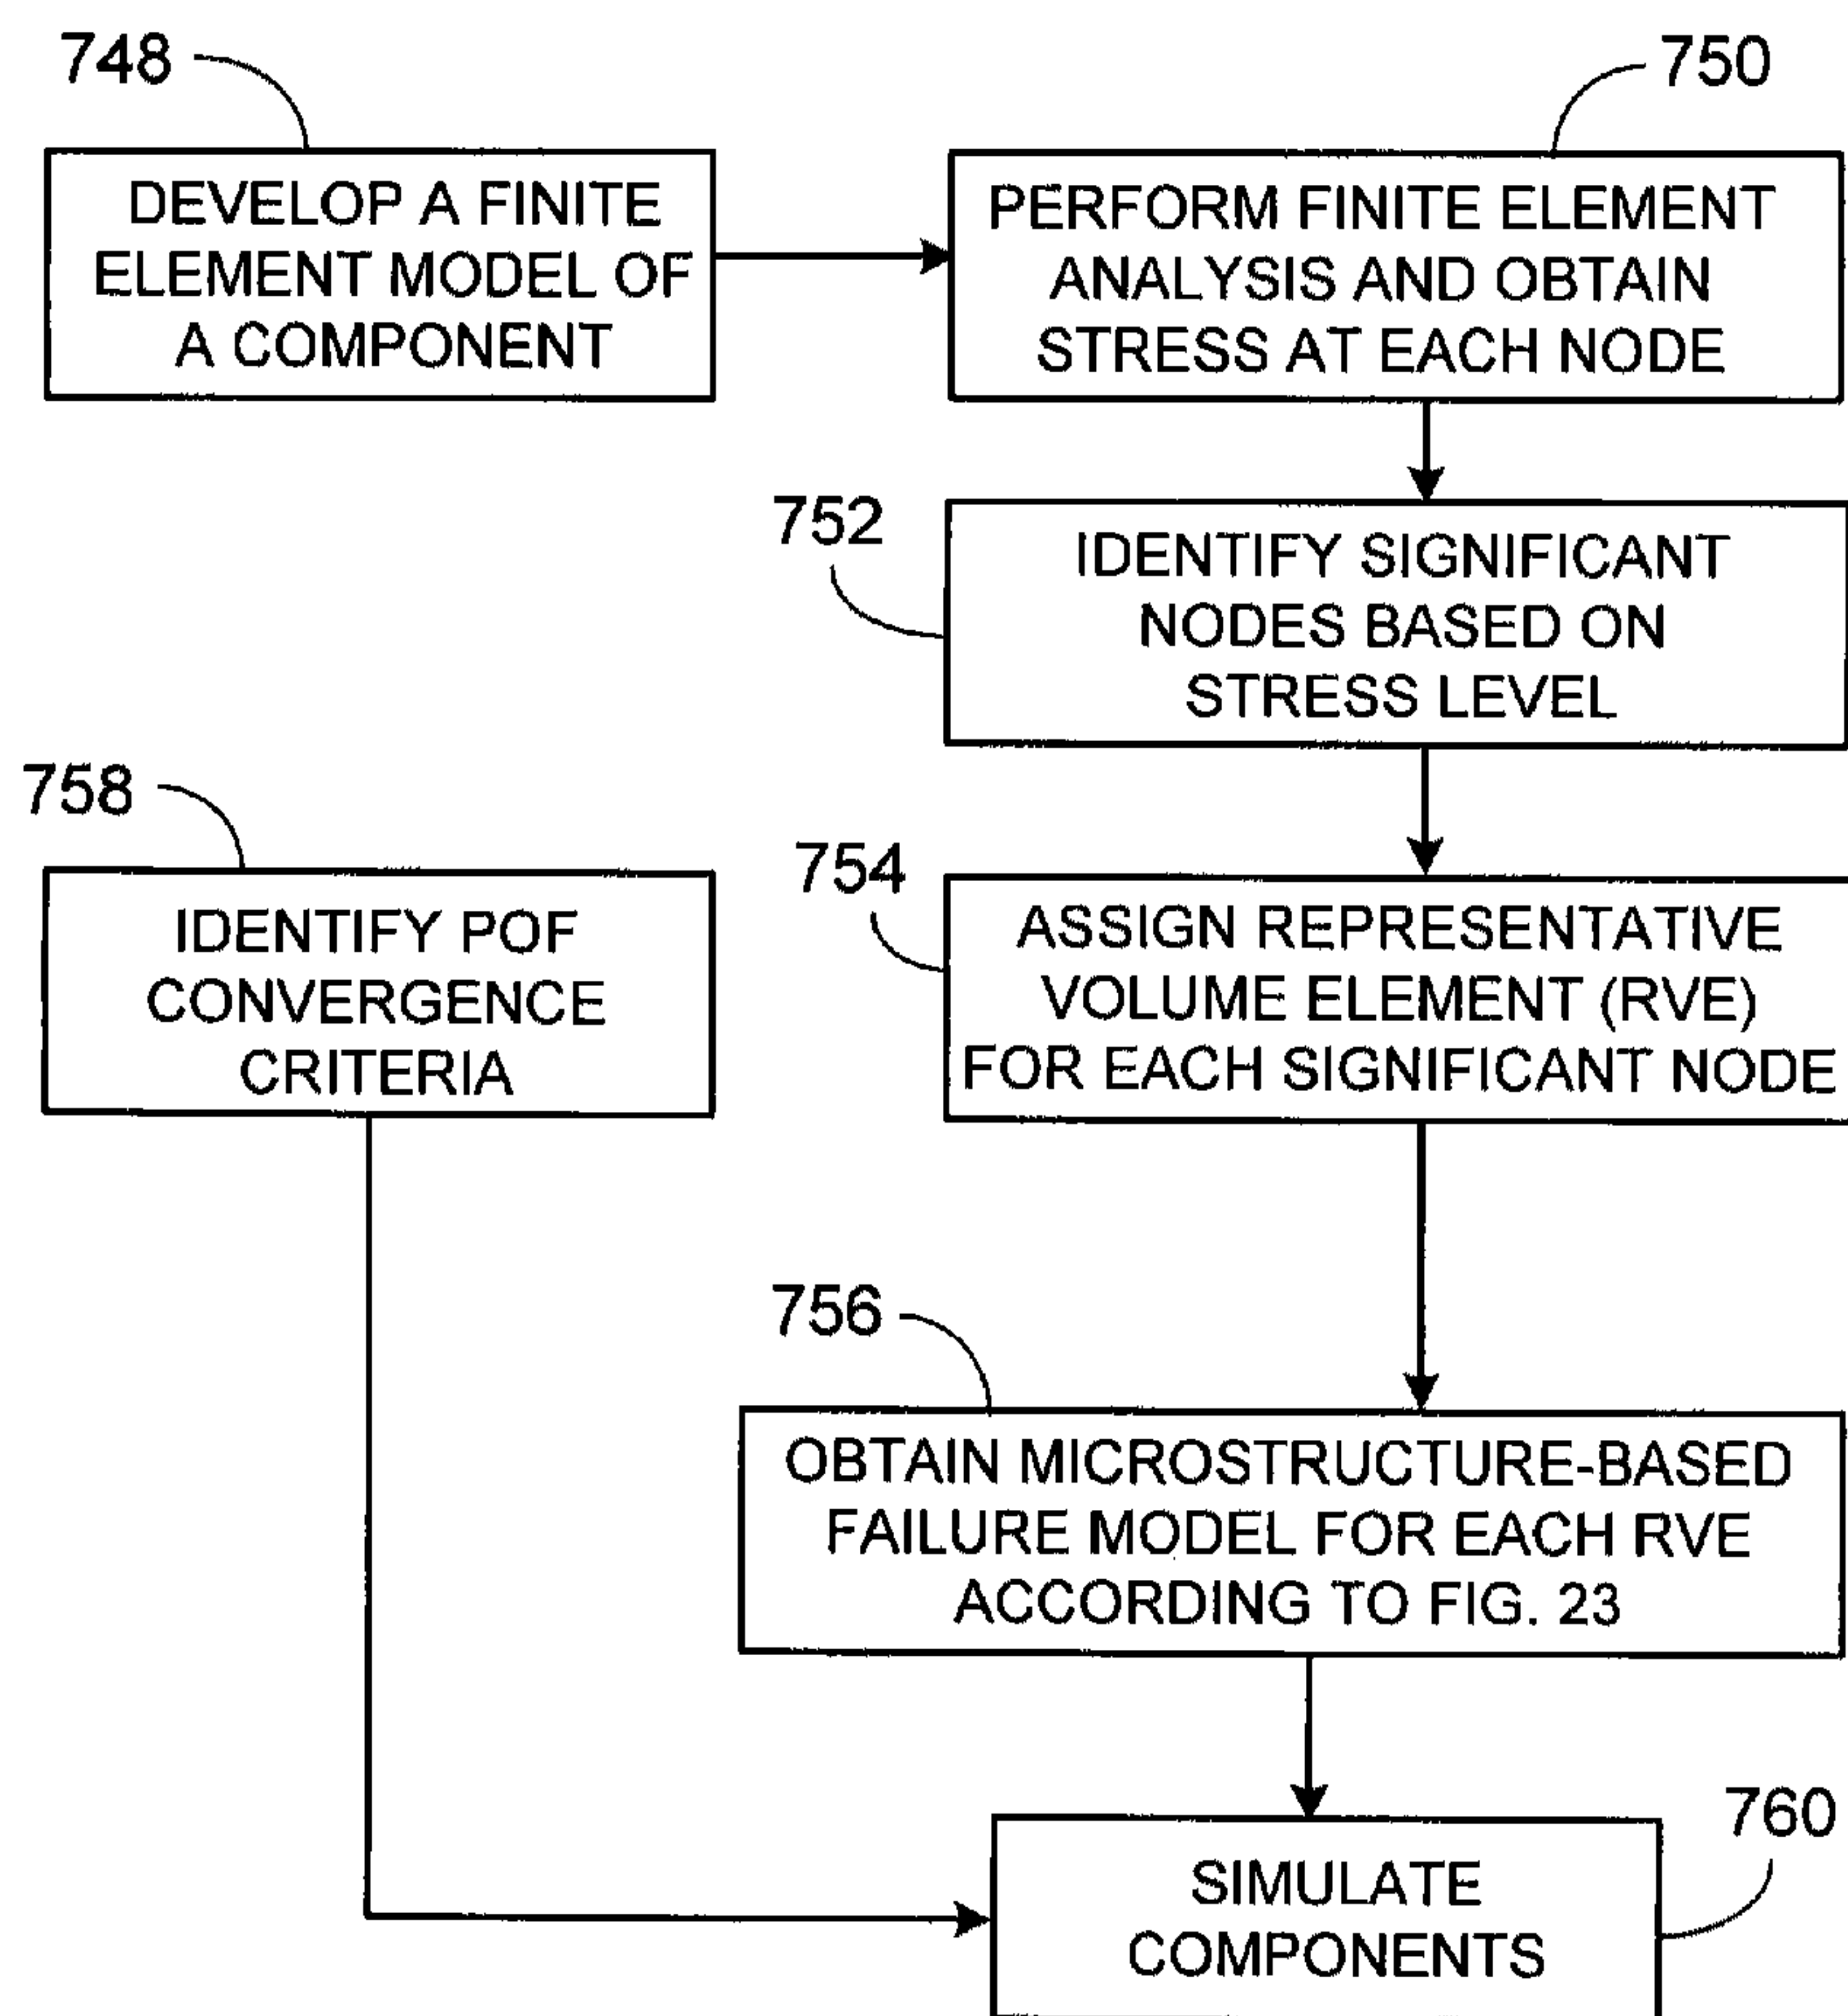 748
DEVELOP A FINITE
ELEMENT MODEL OF
A COMPONENT
750
PERFORM FINITE ELEMENT
ANALYSIS AND OBTAIN
STRESS AT EACH NODE
752
IDENTIFY SIGNIFICANT
NODES BASED ON
STRESS LEVEL
758
IDENTIFY POF
CONVERGENCE
CRITERIA
754
ASSIGN REPRESENTATIVE
VOLUME ELEMENT (RVE)
FOR EACH SIGNIFICANT NODE
756
OBTAIN MICROSTRUCTURE-BASED
FAILURE MODEL FOR EACH RVE
ACCORDING TO FIG. 23
760
SIMULATE
COMPONENTS